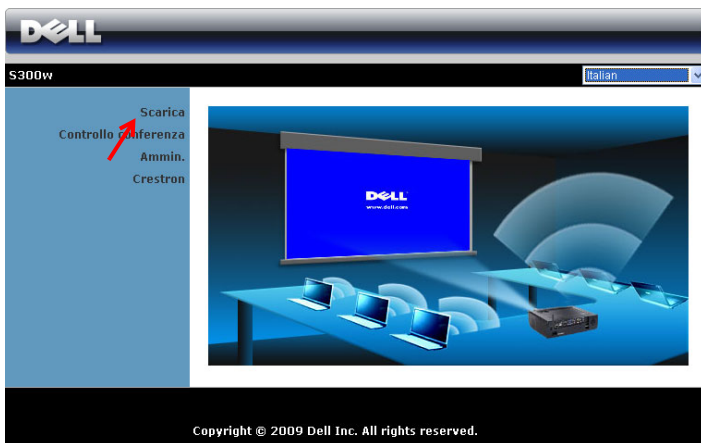 DELL
S300w
Italian
Scarica
Controllo conferenza
Ammin.
Crestron
DELL
www.dell.com
Copyright © 2009 Dell Inc. All rights reserved.